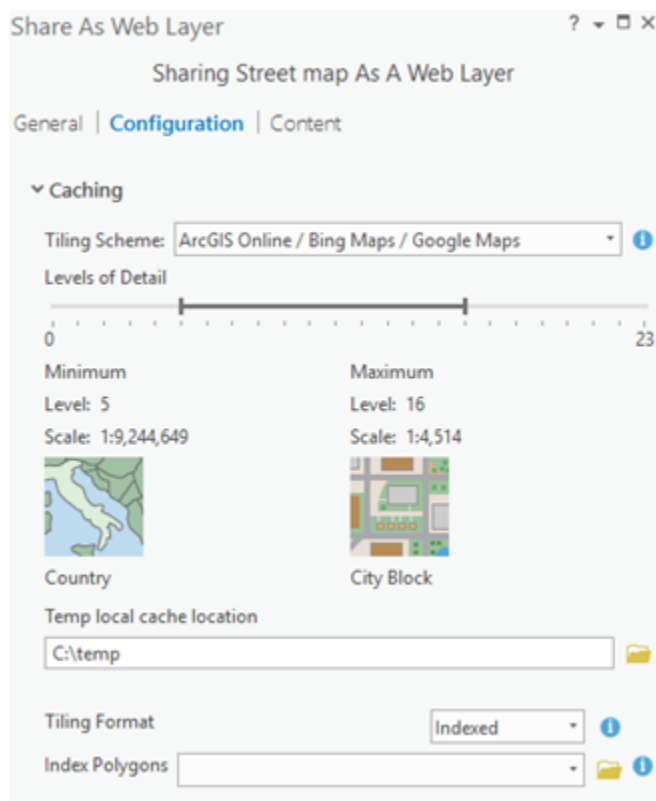 Share As Web Layer ?
Sharing Street map As A Web Layer
General | Configuration | Content
Caching
Tiling Scheme: ArcGIS Online / Bing Maps / Google Maps
Levels of Detail
0 23
Minimum Maximum
Level: 5 Level: 16
Scale: 1:9,244,649 Scale: 1:4,514
Country City Block
Temp local cache location
C:\temp
Tiling Format Indexed
Index Polygons